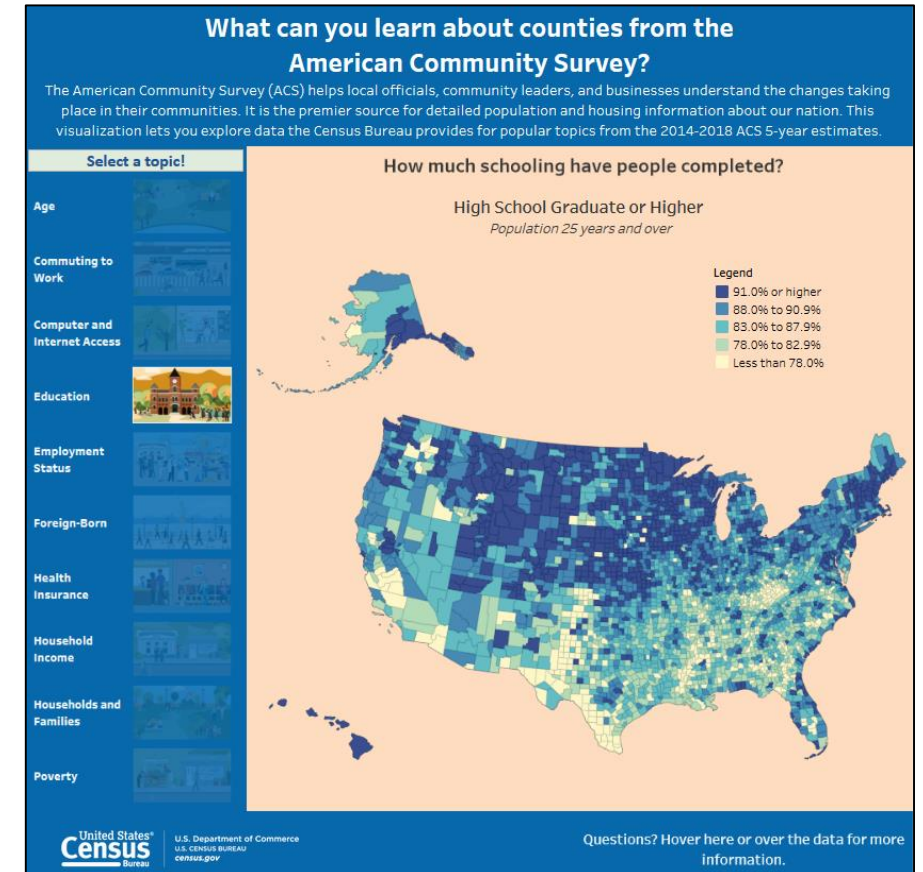 What can you learn about counties from the
American Community Survey?
The American Community Survey (ACS) helps local officials, community leaders, and businesses understand the changes taking
place in their communities. It is the premier source for detailed population and housing information about our nation. This
visualization lets you explore data the Census Bureau provides for popular topics from the 2014-2018 ACS 5-year estimates.
Select a topic!
Age
Commuting to
Work
Computer and
Internet Access
Education
Employment
Status
Foreign-Born
Health
Insurance
Household
Income
Households and
Families
Poverty
How much schooling have people completed?
High School Graduate or Higher
Population 25 years and over
Legend
91.0% or higher
88.0% to 90.9%
83.0% to 87.9%
78.0% to 82.9%
Less than 78.0%
United States®
Census
Bureau
U.S. Department of Commerce
U.S. CENSUS BUREAU
census.gov
Questions? Hover here or over the data for more
information.